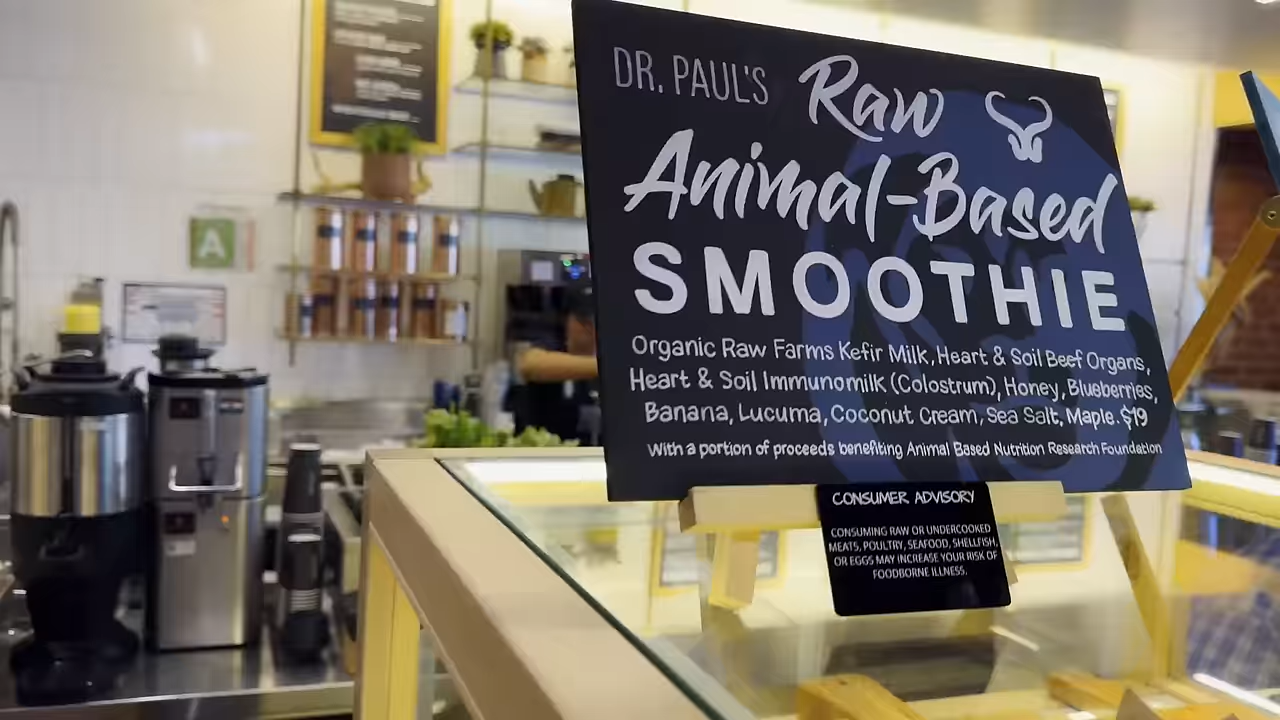 DR. PAUL'S Raw
Animal-Based
SMOOTHIE
Organic Raw Farms Kefir Milk, Heart & Soil Beef Organs,
Heart & Soil Immunomilk (Colostrum), Honey, Blueberries,
Banana, Lucuma, Coconut Cream, Sea Salt, Maple. $19
With a portion of proceeds benefiting Animal Based Nutrition Research Foundation
CONSUMER ADVISORY
CONSUMING RAW OR UNDERCOOKED
MEATS, POULTRY, SEAFOOD, SHELLFISH,
OR EGGS MAY INCREASE YOUR RISK OF
FOODBORNE ILLNESS.
A